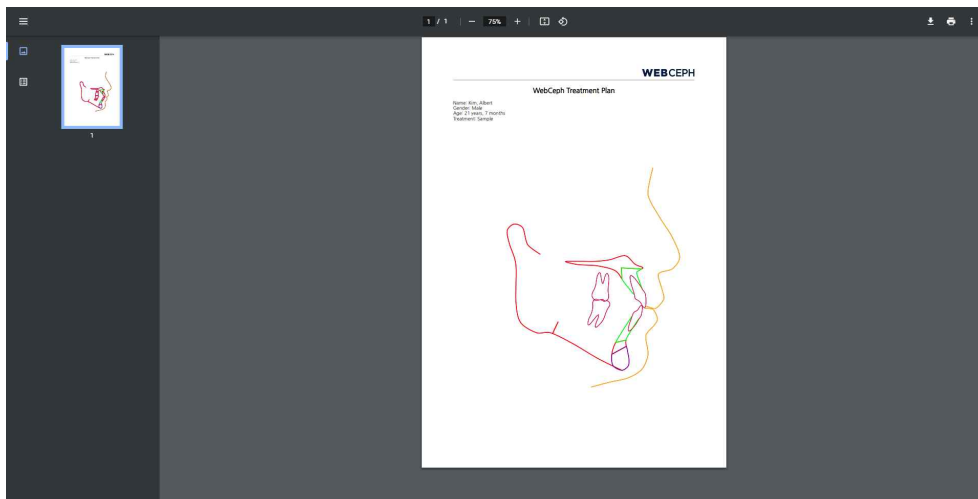 1 / 1
75%
WEBCEPH
WebCeph Treatment Plan
Name: Kim, Albert
Gender: Male
Age: 21 years, 7 months
Treatment: Sample
1